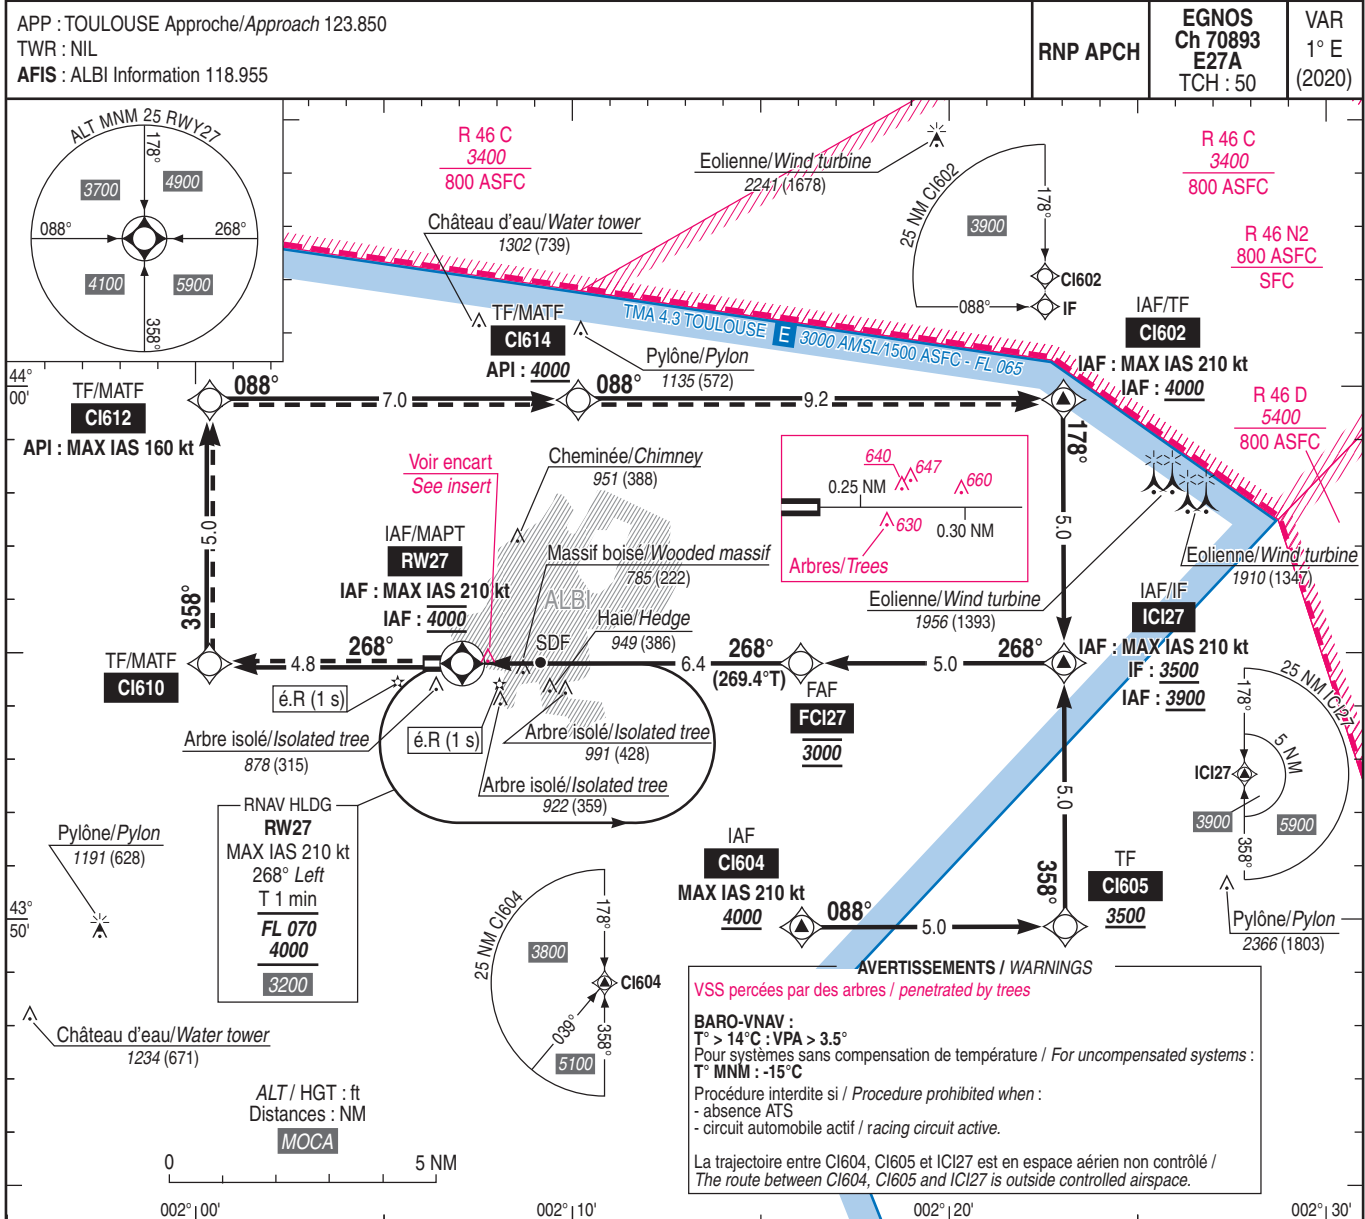 APP : TOULOUSE Approche/Approach 123.850
TWR : NIL
AFIS : ALBI Information 118.955
RNP APCH
EGNOS
Ch 70893
E27A
TCH : 50
VAR
1° E
(2020)
ALT MNM 25 RWY27
178°
3700
4900
088°
268°
4100
5900
358°
R 46 C
3400
800 ASFC
Eolienne/Wind turbine
2241 (1678)
Château d'eau/Water tower
1302 (739)
25 NM CI602
178°
3900
CI602
088°
IF
R 46 C
3400
800 ASFC
R 46 N2
800 ASFC
SFC
TMA 4.3 TOULOUSE E 3000 AMSL/1500 ASFC - FL 065
TF/MATF
CI614
API : 4000
Pylône/Pylon
1135 (572)
IAF/TF
CI602
IAF : MAX IAS 210 kt
IAF : 4000
44°
00'
TF/MATF
CI612
API : MAX IAS 160 kt
088°
7.0
088°
9.2
178°
R 46 D
5400
800 ASFC
Voir encart
See insert
Cheminée/Chimney
951 (388)
640
647
660
0.25 NM
630
0.30 NM
Arbres/Trees
5.0
358°
5.0
IAF/MAPT
RW27
IAF : MAX IAS 210 kt
IAF : 4000
Massif boisé/Wooded massif
785 (222)
ALBI
Haie/Hedge
949 (386)
Eolienne/Wind turbine
1910 (1347)
Eolienne/Wind turbine
1956 (1393)
IAF/IF
ICI27
IAF : MAX IAS 210 kt
IF : 3500
IAF : 3900
TF/MATF
CI610
4.8
268°
SDF
6.4
268°
(269.4°T)
5.0
268°
FAF
FCI27
3000
é.R (1 s)
é.R (1 s)
Arbre isolé/Isolated tree
878 (315)
Arbre isolé/Isolated tree
991 (428)
Arbre isolé/Isolated tree
922 (359)
25 NM ICI27
178°
5 NM
ICI27
3900
5900
358°
5.0
RNAV HLDG
RW27
MAX IAS 210 kt
268° Left
T 1 min
FL 070
4000
3200
Pylône/Pylon
1191 (628)
IAF
CI604
MAX IAS 210 kt
4000
088°
5.0
358°
TF
CI605
3500
Pylône/Pylon
2366 (1803)
43°
50'
25 NM CI604
178°
3800
CI604
039°
358°
5100
Château d'eau/Water tower
1234 (671)
AVERTISSEMENTS / WARNINGS
VSS percées par des arbres / penetrated by trees
BARO-VNAV :
T° > 14°C : VPA > 3.5°
Pour systèmes sans compensation de température / For uncompensated systems :
T° MNM : -15°C
Procédure interdite si / Procedure prohibited when :
- absence ATS
- circuit automobile actif / racing circuit active.
La trajectoire entre CI604, CI605 et ICI27 est en espace aérien non contrôlé /
The route between CI604, CI605 and ICI27 is outside controlled airspace.
ALT / HGT : ft
Distances : NM
MOCA
0
5 NM
002° 00'
002° 10'
002° 20'
002° 30'